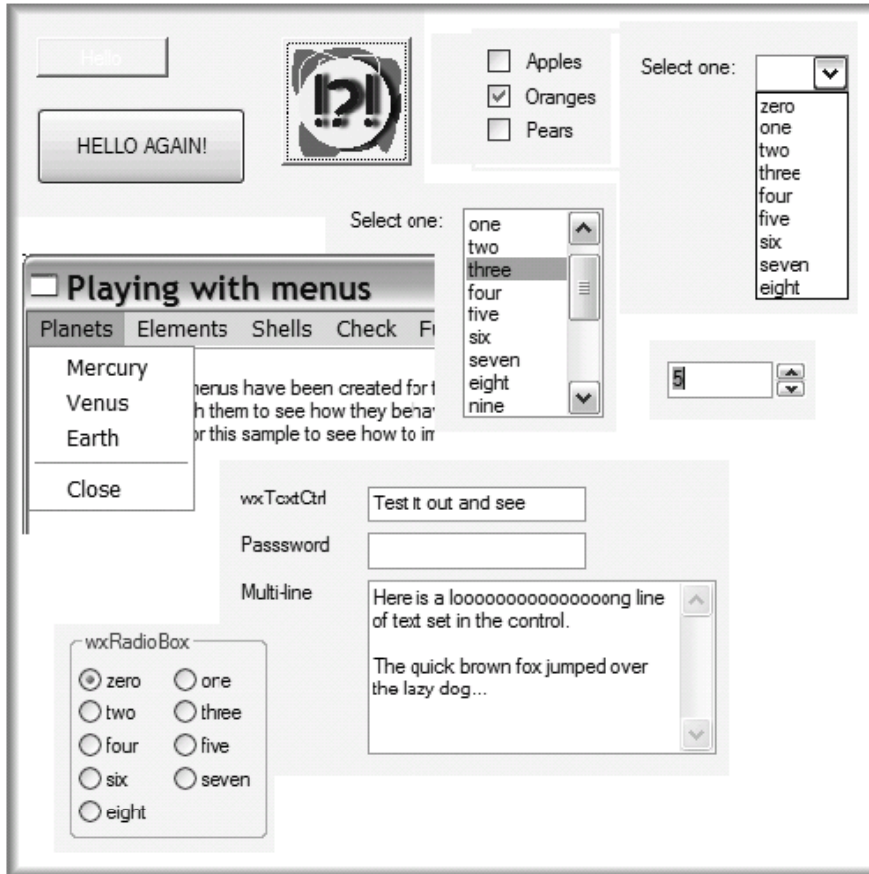 Hello
HELLO AGAIN!
!?!
Apples
Oranges
Pears
Select one:
zero
one
two
three
four
five
six
seven
eight
Select one:
one
two
three
four
five
six
seven
eight
nine
Playing with menus
Planets Elements Shells Check Fu
Mercury
Venus
Earth
Close
menus have been created for t
h them to see how they behav
or this sample to see how to im
5
wxTextCtrl Test it out and see
Passsword
Multi-line
Here is a looooooooooooooong line
of text set in the control.
The quick brown fox jumped over
the lazy dog...
wxRadioBox
zero one
two three
four five
six seven
eight